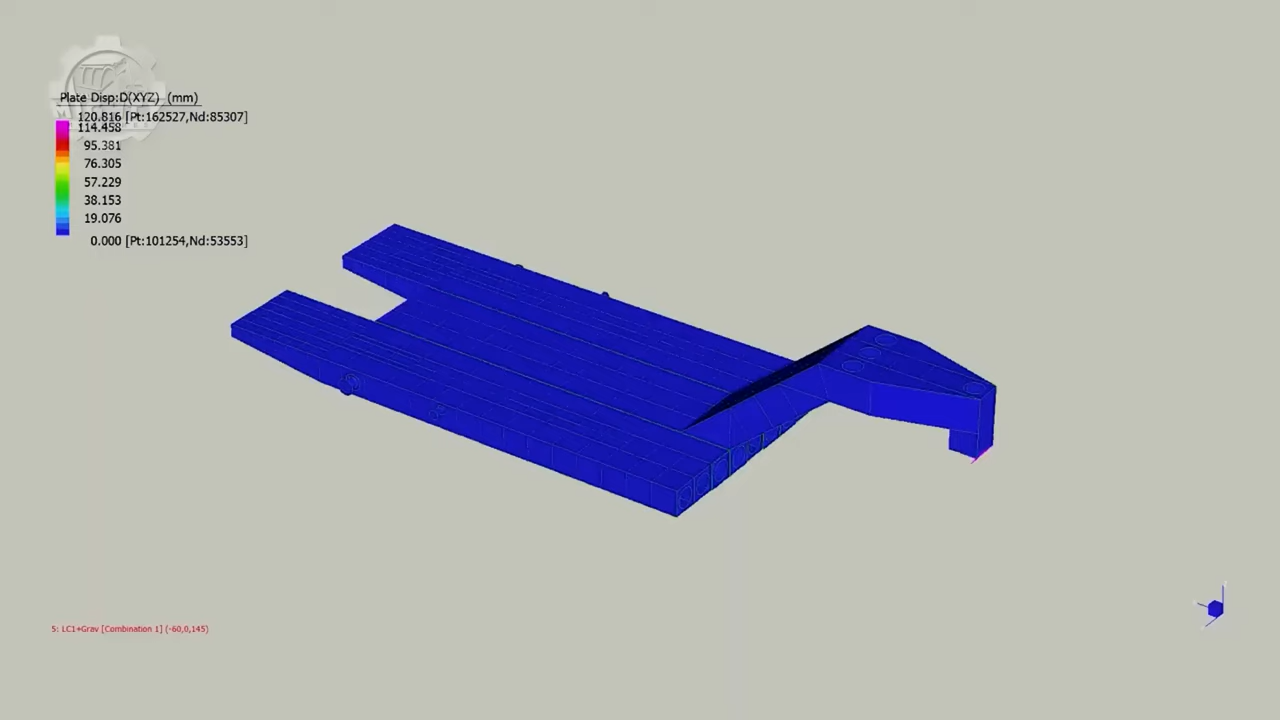 Plate Disp:D(XYZ) (mm)
120.816 [Pt:162527,Nd:85307]
114.458
95.381
76.305
57.229
38.153
19.076
0.000 [Pt:101254,Nd:53553]
5: LC1+Grav [Combination 1] (-60,0,145)